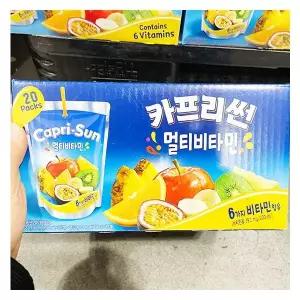 Contains
6 Vitamins
20
Packs
Capri-Sun
멀티비타민
카프리썬
멀티비타민
6가지 비타민 함유